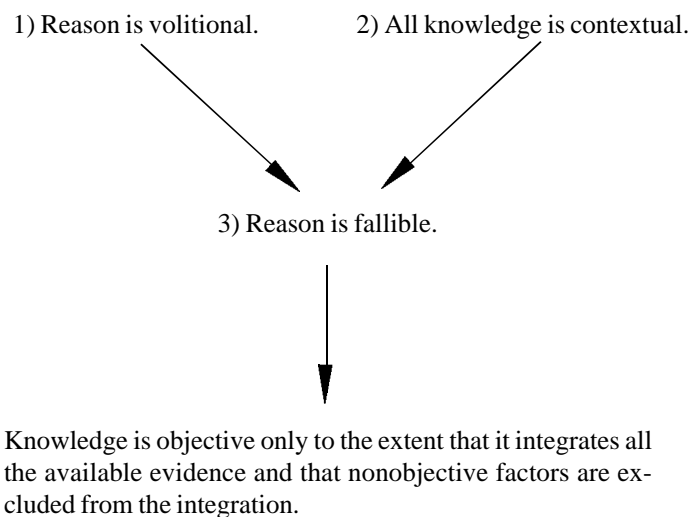 1) Reason is volitional.
2) All knowledge is contextual.
3) Reason is fallible.
Knowledge is objective only to the extent that it integrates all
the available evidence and that nonobjective factors are ex-
cluded from the integration.